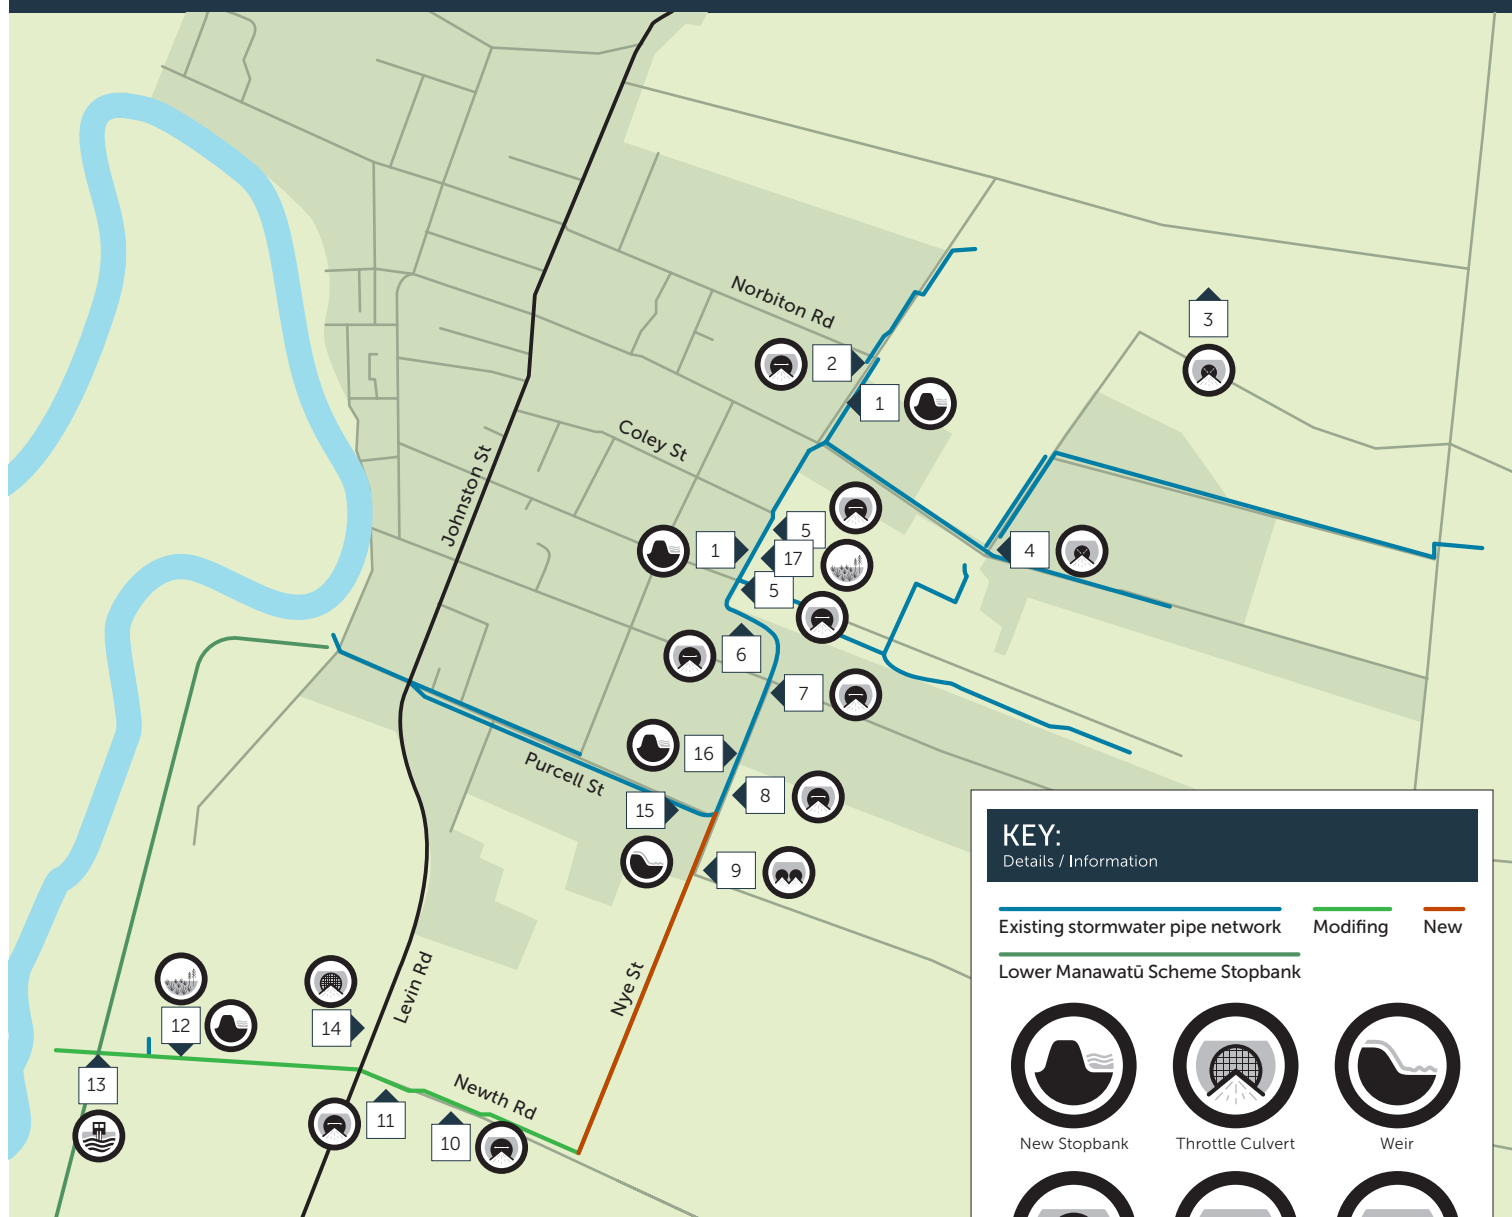 Norbiton Rd
3
2
1
Coley St
Johnston St
5
1
17
4
5
6
7
16
Purcell St
8
15
9
KEY:
Details / Information
Existing stormwater pipe network
Modifing
New
Lower Manawatū Scheme Stopbank
Levin Rd
Nye St
12
14
13
Newth Rd
11
10
New Stopbank
Throttle Culvert
Weir